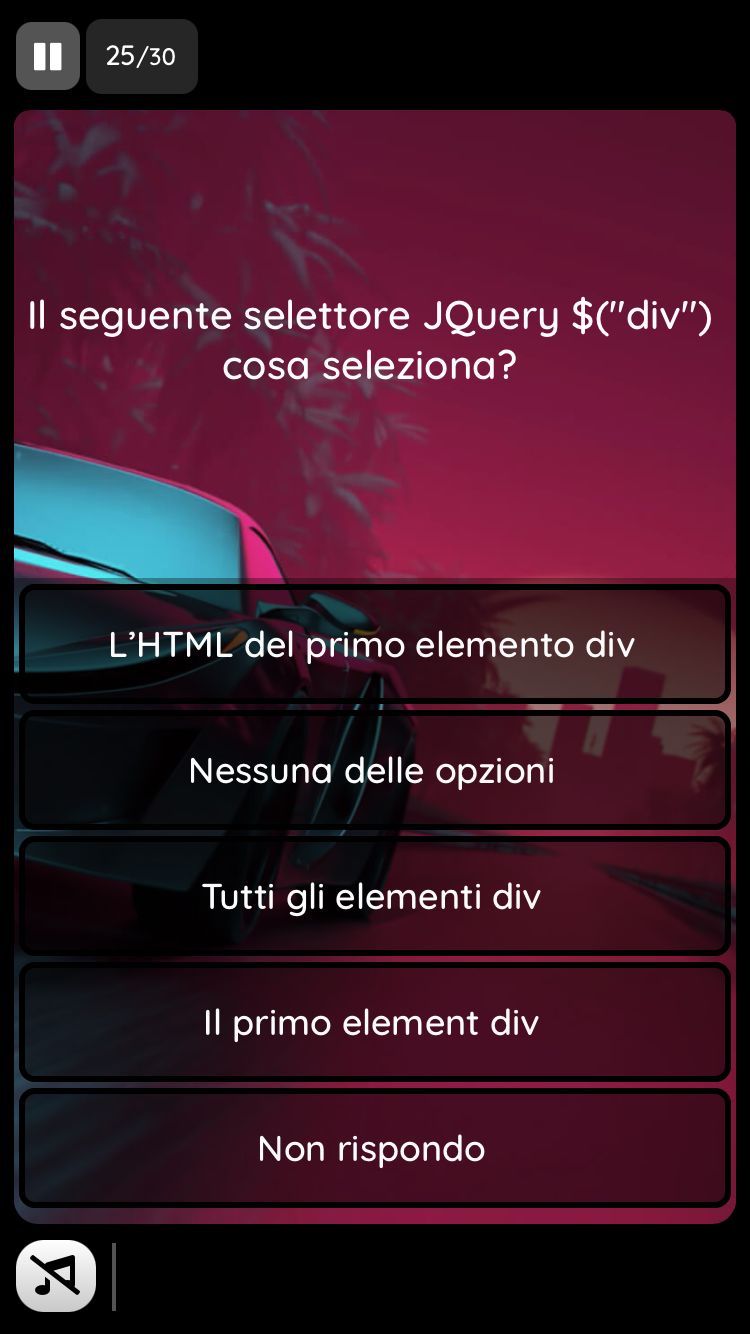 25/30
Il seguente selettore JQuery $("div")
cosa seleziona?
L’HTML del primo elemento div
Nessuna delle opzioni
Tutti gli elementi div
Il primo element div
Non rispondo